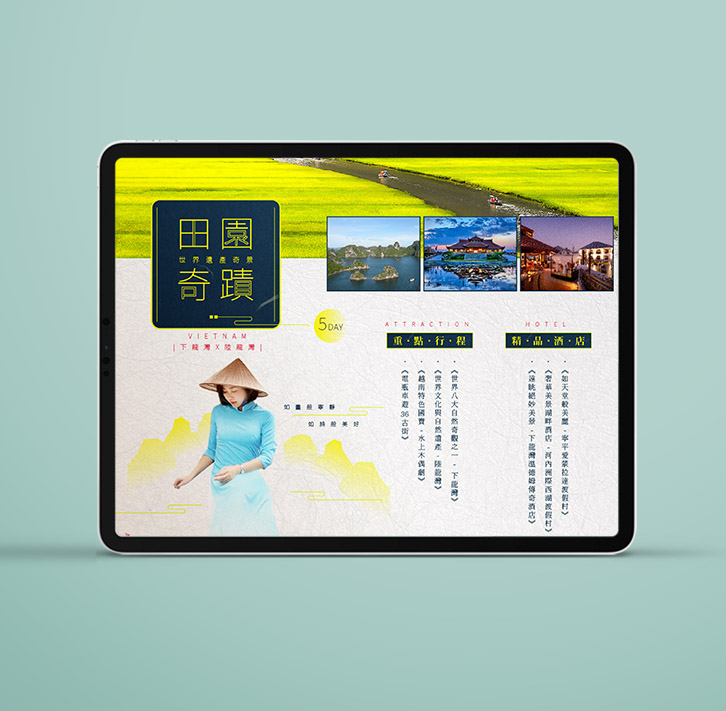 田園
世界遺產奇景
奇蹟
VIETNAM
|下龍灣X陸龍灣|
5DAY
如畫般寧靜
如詩般美好
ATTRACTION
重·點·行·程
·世界八大自然奇觀之一-下龍灣》
·《世界文化與自然遺產-陸龍灣》
·《越南特色國寶-水上木偶劇》
·《電瓶車遊36古街》
HOTEL
精·品·酒·店
·《如天堂般美麗-寧平愛蒙拉達渡假村》
·《奢華美景湖畔酒店-河內洲際西湖渡假村》
·《遠眺絕妙美景-下龍灣溫德姆傳奇酒店》